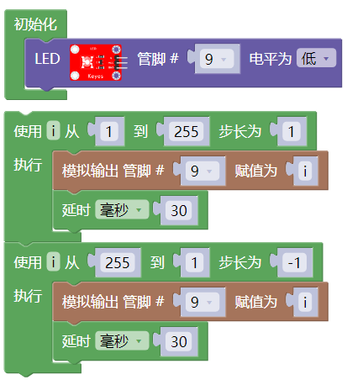 初始化
LED Keyes 管脚 # 9 电平为 低
使用 i 从 1 到 255 步长为 1
执行 模拟输出 管脚 # 9 赋值为 i
延时 毫秒 30
使用 i 从 255 到 1 步长为 -1
执行 模拟输出 管脚 # 9 赋值为 i
延时 毫秒 30